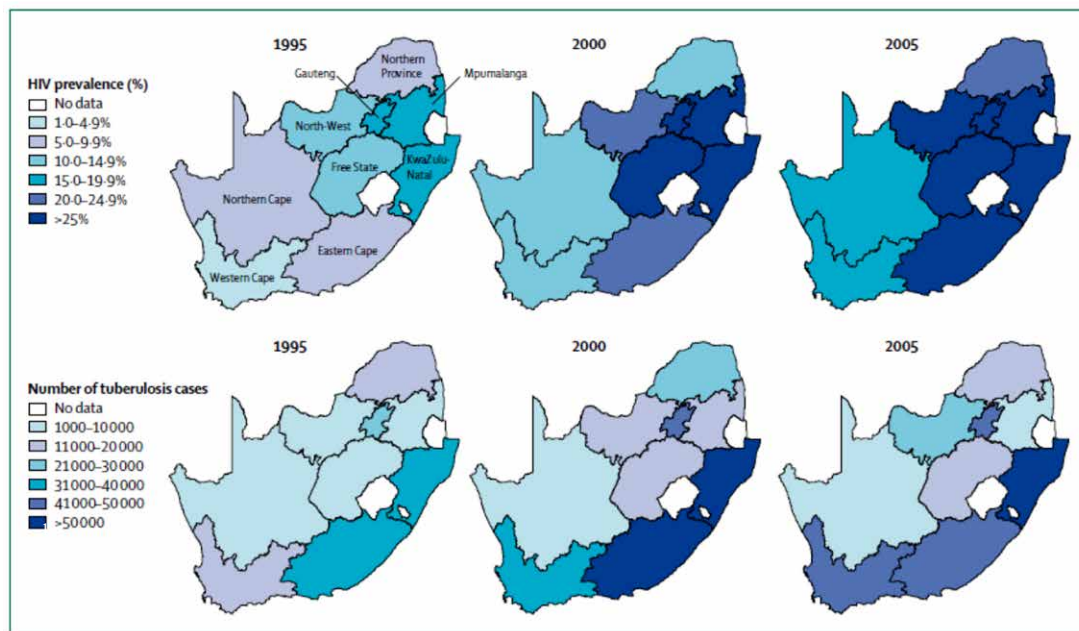 1995
2000
2005
HIV prevalence (%)
No data
1·0–4·9%
5·0–9·9%
10·0–14·9%
15·0–19·9%
20·0–24·9%
>25%
Gauteng
Northern
Province
Mpumalanga
North-West
Free State
KwaZulu-
Natal
Northern Cape
Eastern Cape
Western Cape
1995
2000
2005
Number of tuberulosis cases
No data
1000–10 000
11 000–20 000
21 000–30 000
31 000–40 000
41 000–50 000
>50 000